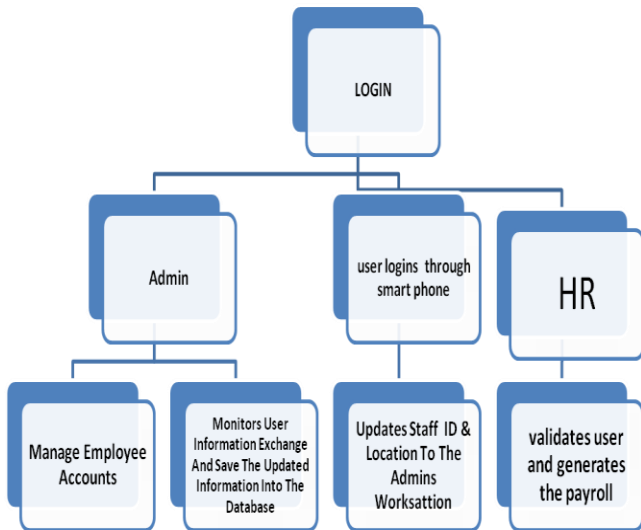 LOGIN
Admin
user logins through
smart phone
HR
Manage Employee
Accounts
Monitors User
Information Exchange
And Save The Updated
Information Into The
Database
Updates Staff ID &
Location To The
Admins
Worksattion
validates user
and generates
the payroll